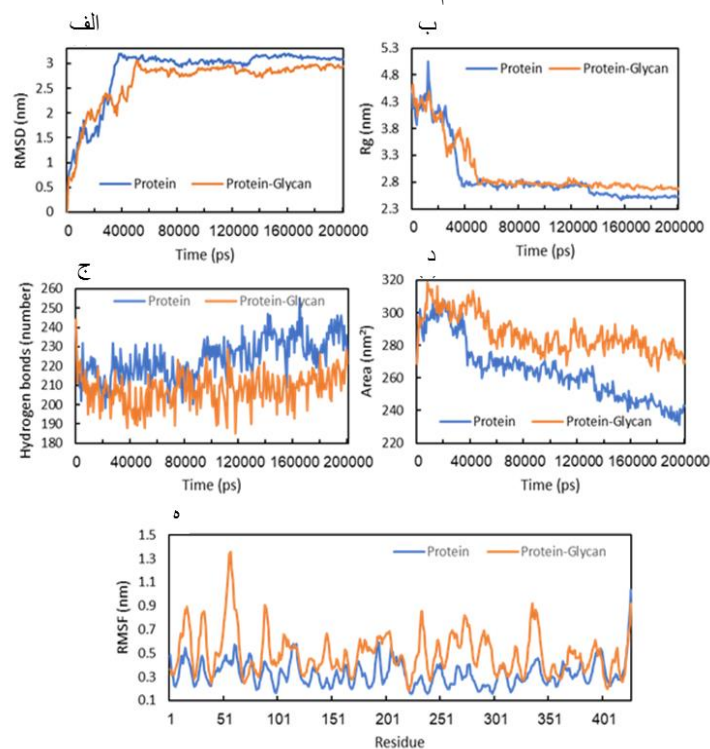 الف
ب
3
2.5
2
1.5
1
0.5
0
RMSD (nm)
Protein
Protein-Glycan
0 40000 80000 120000 160000 200000
Time (ps)
5.3
4.8
4.3
3.8
3.3
2.8
2.3
Rg (nm)
Protein
Protein-Glycan
0 40000 80000 120000 160000 200000
Time (ps)
ج
د
260
250
240
230
220
210
200
190
180
Hydrogen bonds (number)
Protein
Protein-Glycan
0 40000 80000 120000 160000 200000
Time (ps)
320
300
280
260
240
220
Area (nm²)
Protein
Protein-Glycan
0 40000 80000 120000 160000 200000
Time (ps)
ه
1.5
1.3
1.1
0.9
0.7
0.5
0.3
0.1
RMSF (nm)
Protein
Protein-Glycan
1 51 101 151 201 251 301 351 401
Residue